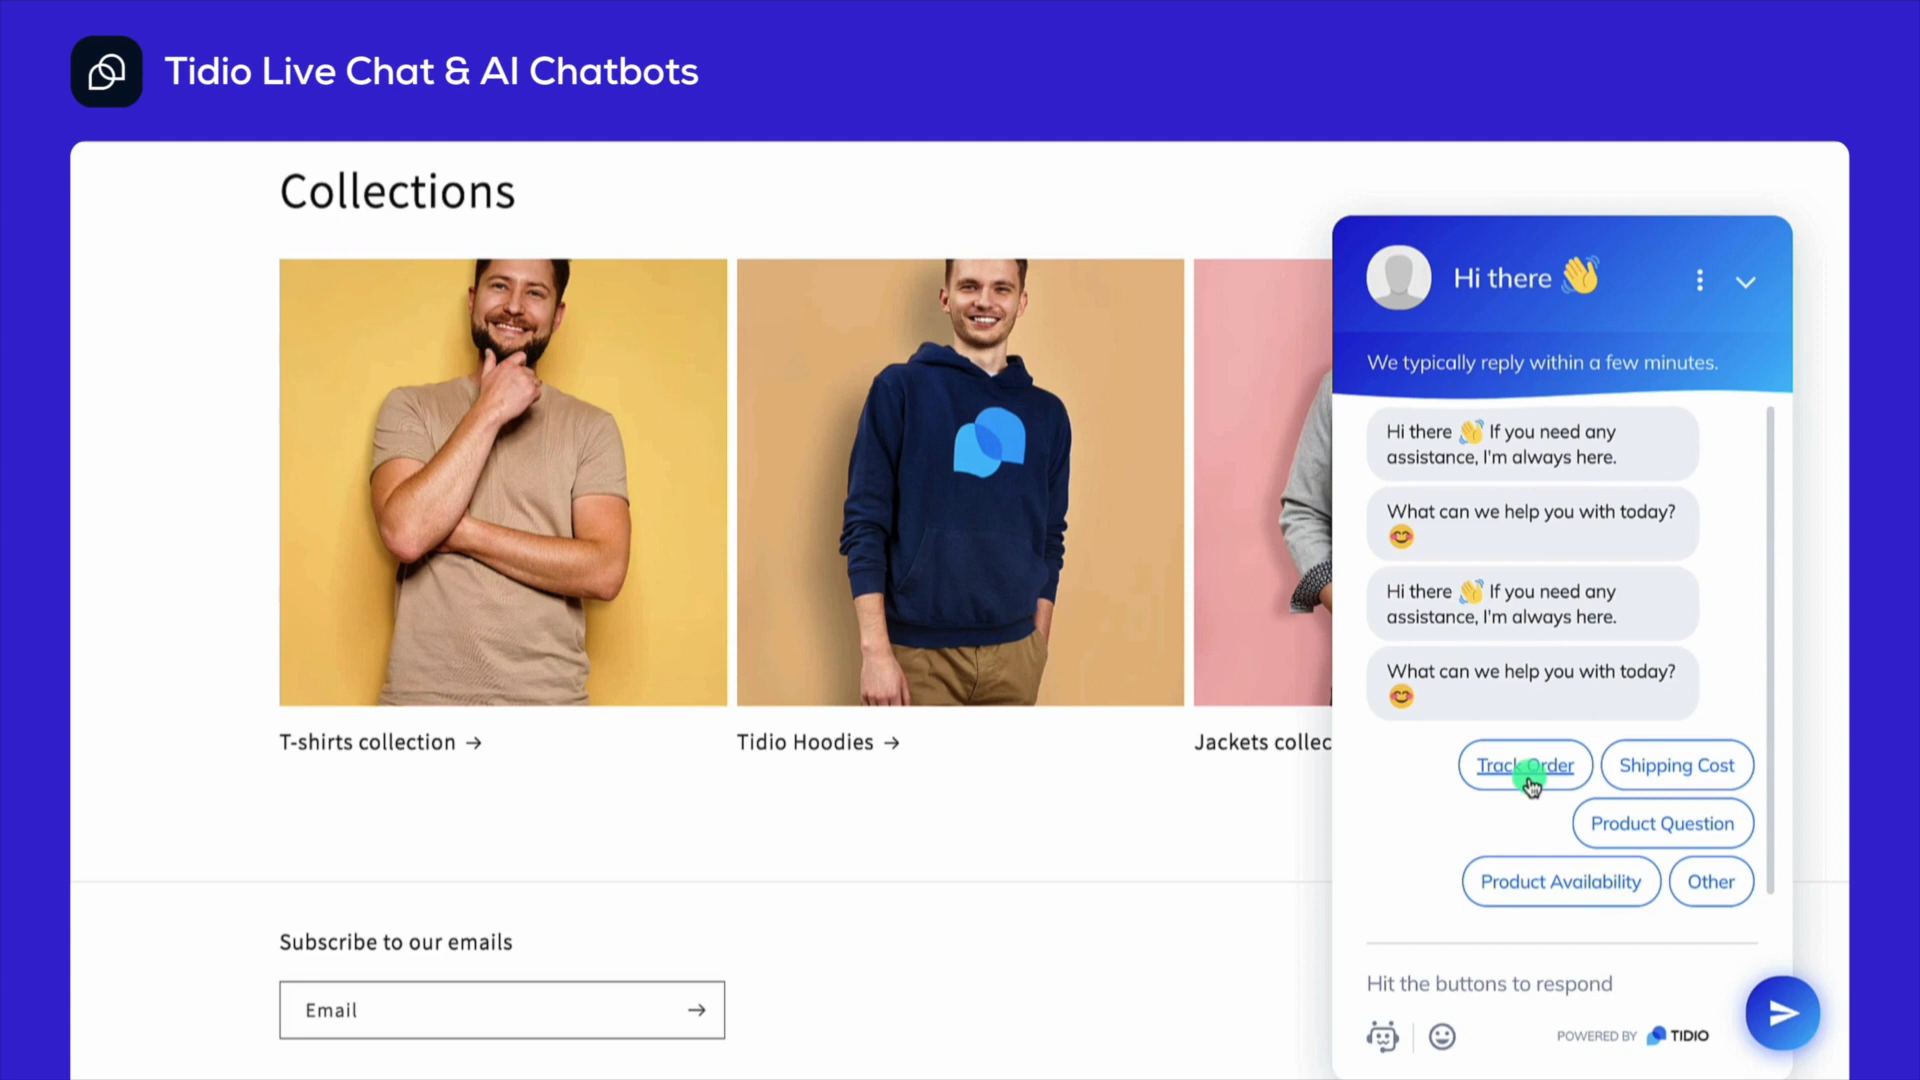 Tidio Live Chat & AI Chatbots
Collections
T-shirts collection →
Tidio Hoodies →
Jackets collec
Subscribe to our emails
Email →
Hi there 👋
We typically reply within a few minutes.
Hi there 👋 If you need any
assistance, I'm always here.
What can we help you with today?
😊
Hi there 👋 If you need any
assistance, I'm always here.
What can we help you with today?
😊
Track Order
Shipping Cost
Product Question
Product Availability
Other
Hit the buttons to respond
POWERED BY TIDIO